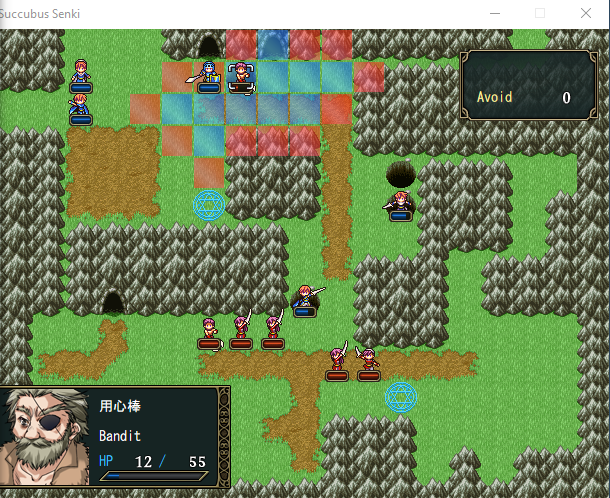 Succubus Senki
Avoid 0
用心棒
Bandit
HP 12 / 55